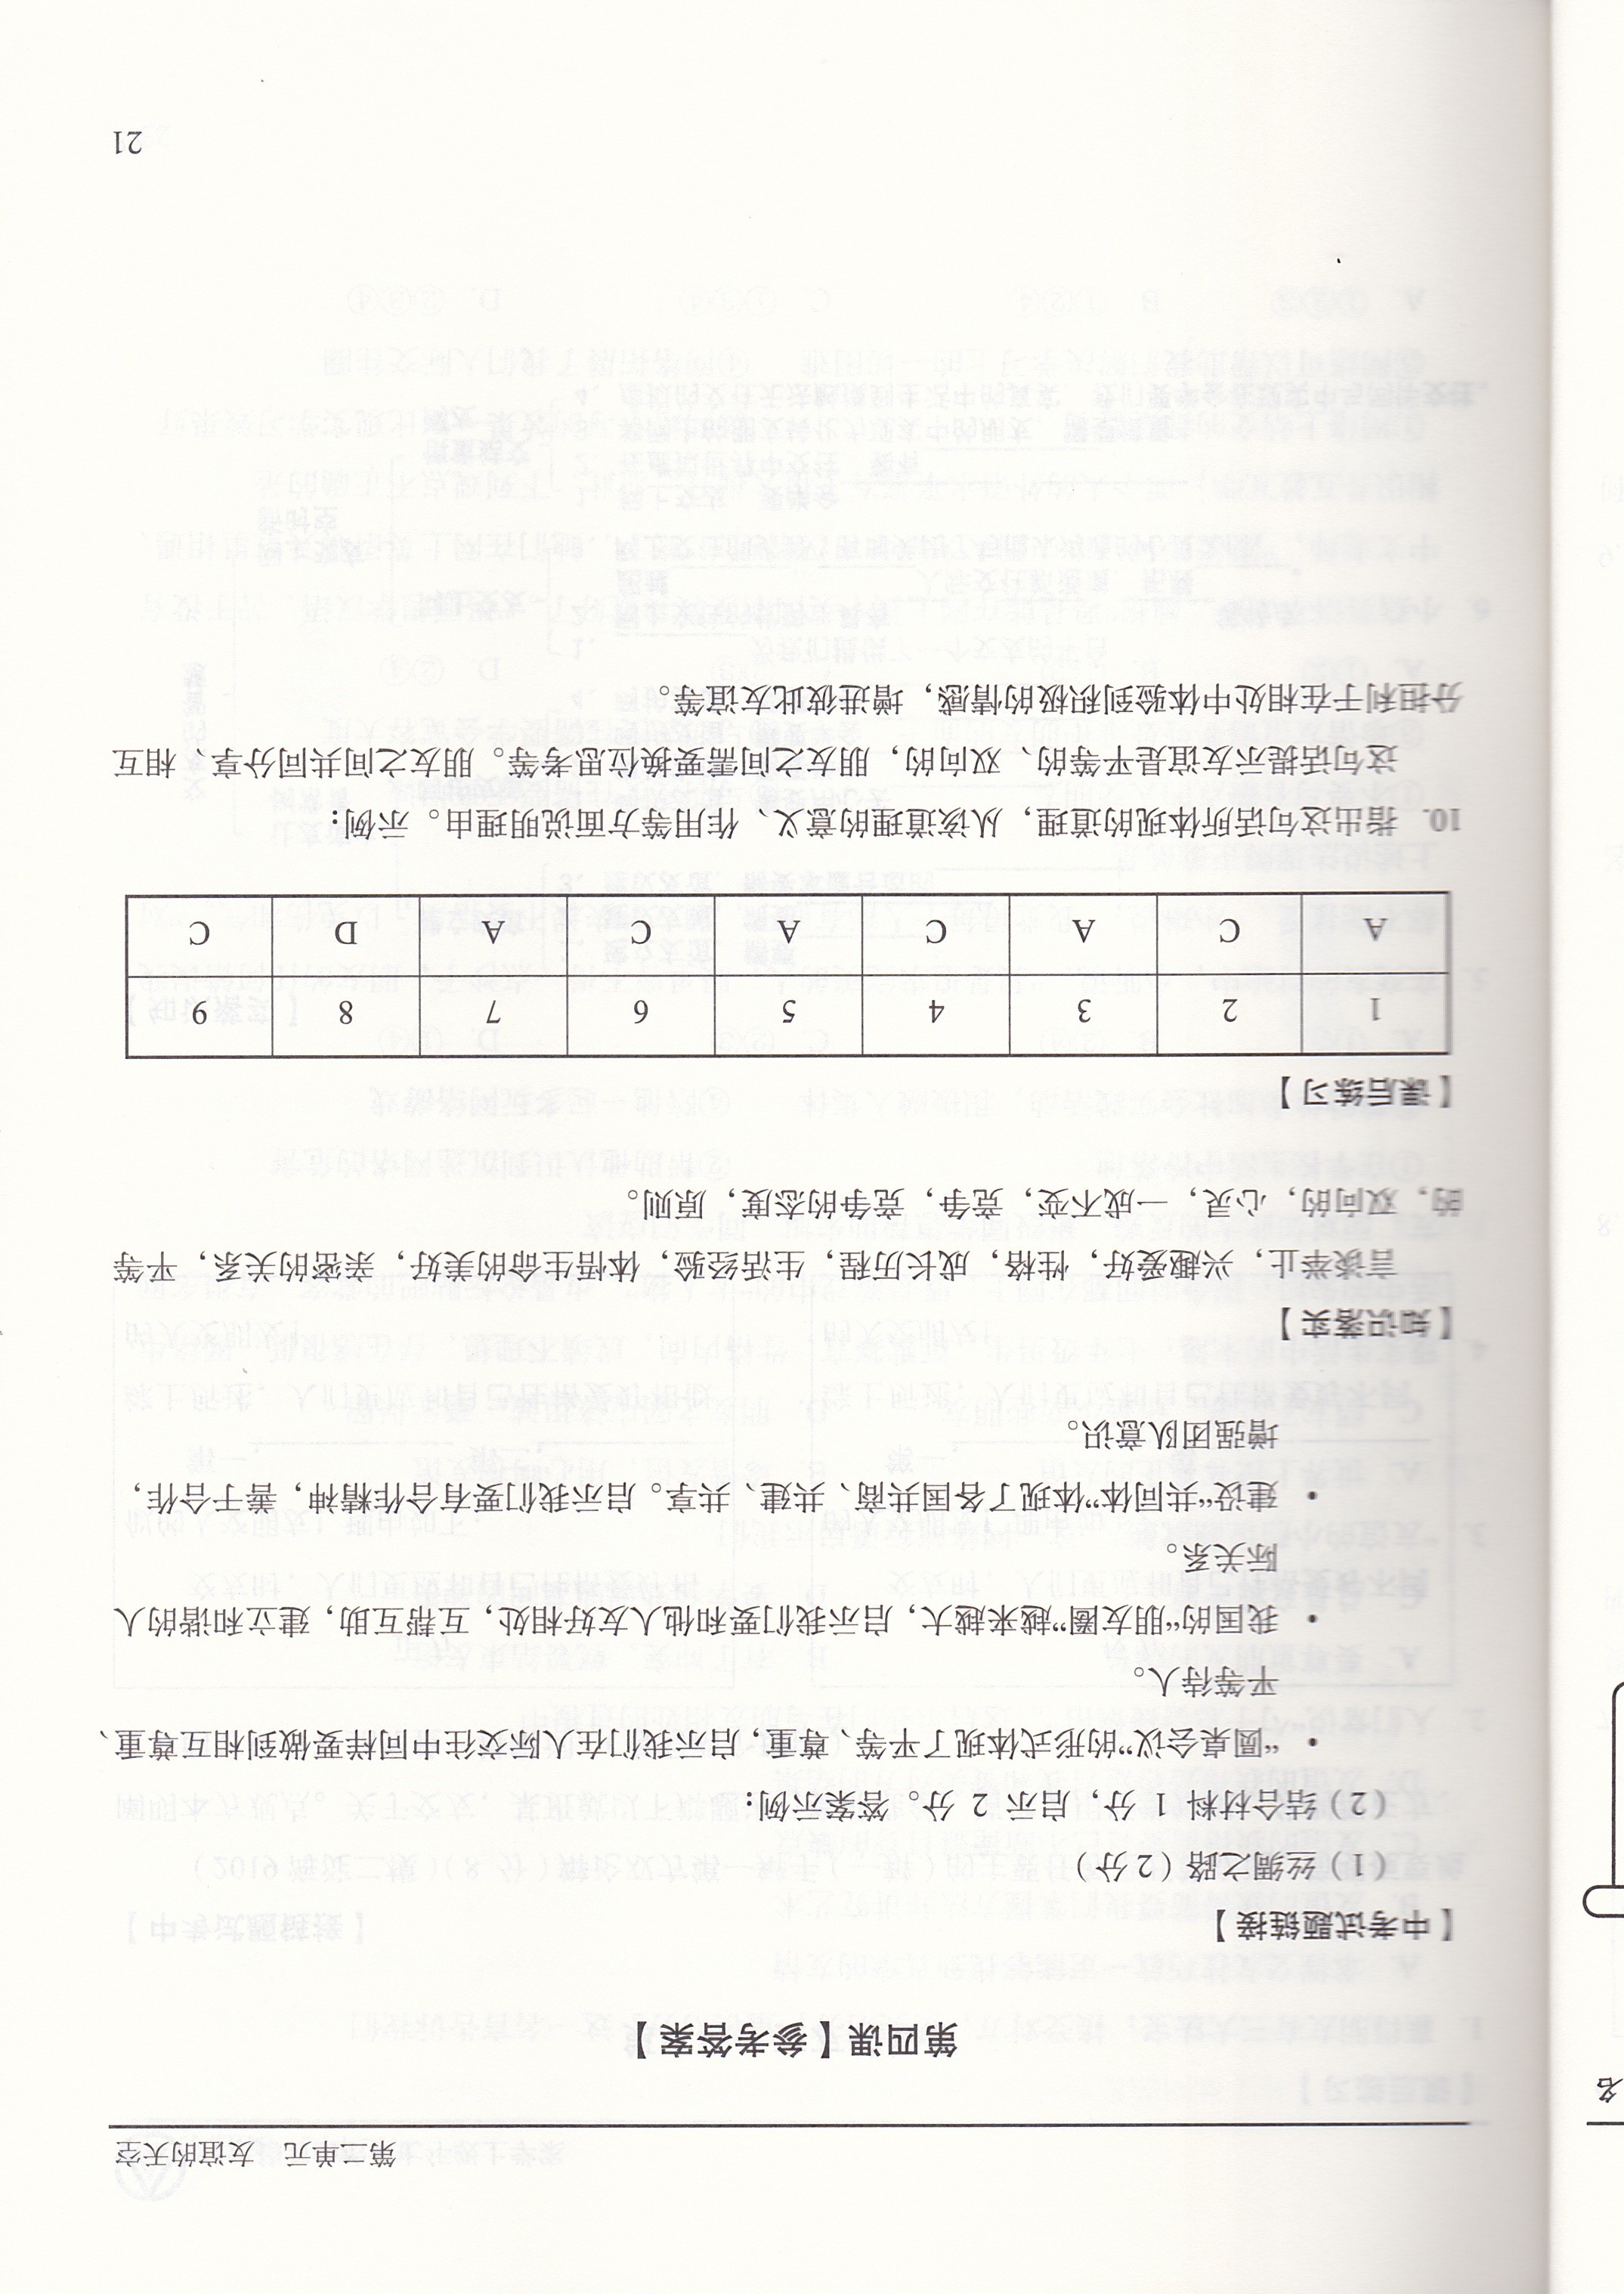 第二单元 友谊的天空
第四课【参考答案】
【中考试题链接】
（1）丝绸之路（2 分）
（2）结合材料 1 分，启示 2 分。答案示例：
• “圆桌会议”的形式体现了平等、尊重，启示我们在人际交往中同样要做到相互尊重、
平等待人。
• 我国的“朋友圈”越来越大，启示我们要和他人友好相处，互帮互助，建立和谐的人
际关系。
• 建设“共同体”体现了各国共商、共建、共享。启示我们要有合作精神，善于合作，
增强团队意识。
【知识落实】
言谈举止，兴趣爱好，性格，成长历程，生活经验，体悟生命的美好，亲密的关系，平等
的，双向的，心灵，一成不变，竞争，竞争的态度，原则。
【课后练习】
1 2 3 4 5 6 7 8 9
A C A C A C A D C
10. 指出这句话所体现的道理，从该道理的意义、作用等方面说明理由。示例：
这句话提示友谊是平等的、双向的，朋友之间需要换位思考等。朋友之间共同分享、相互
分担利于在相处中体验到积极的情感，增进彼此友谊等。
21
名